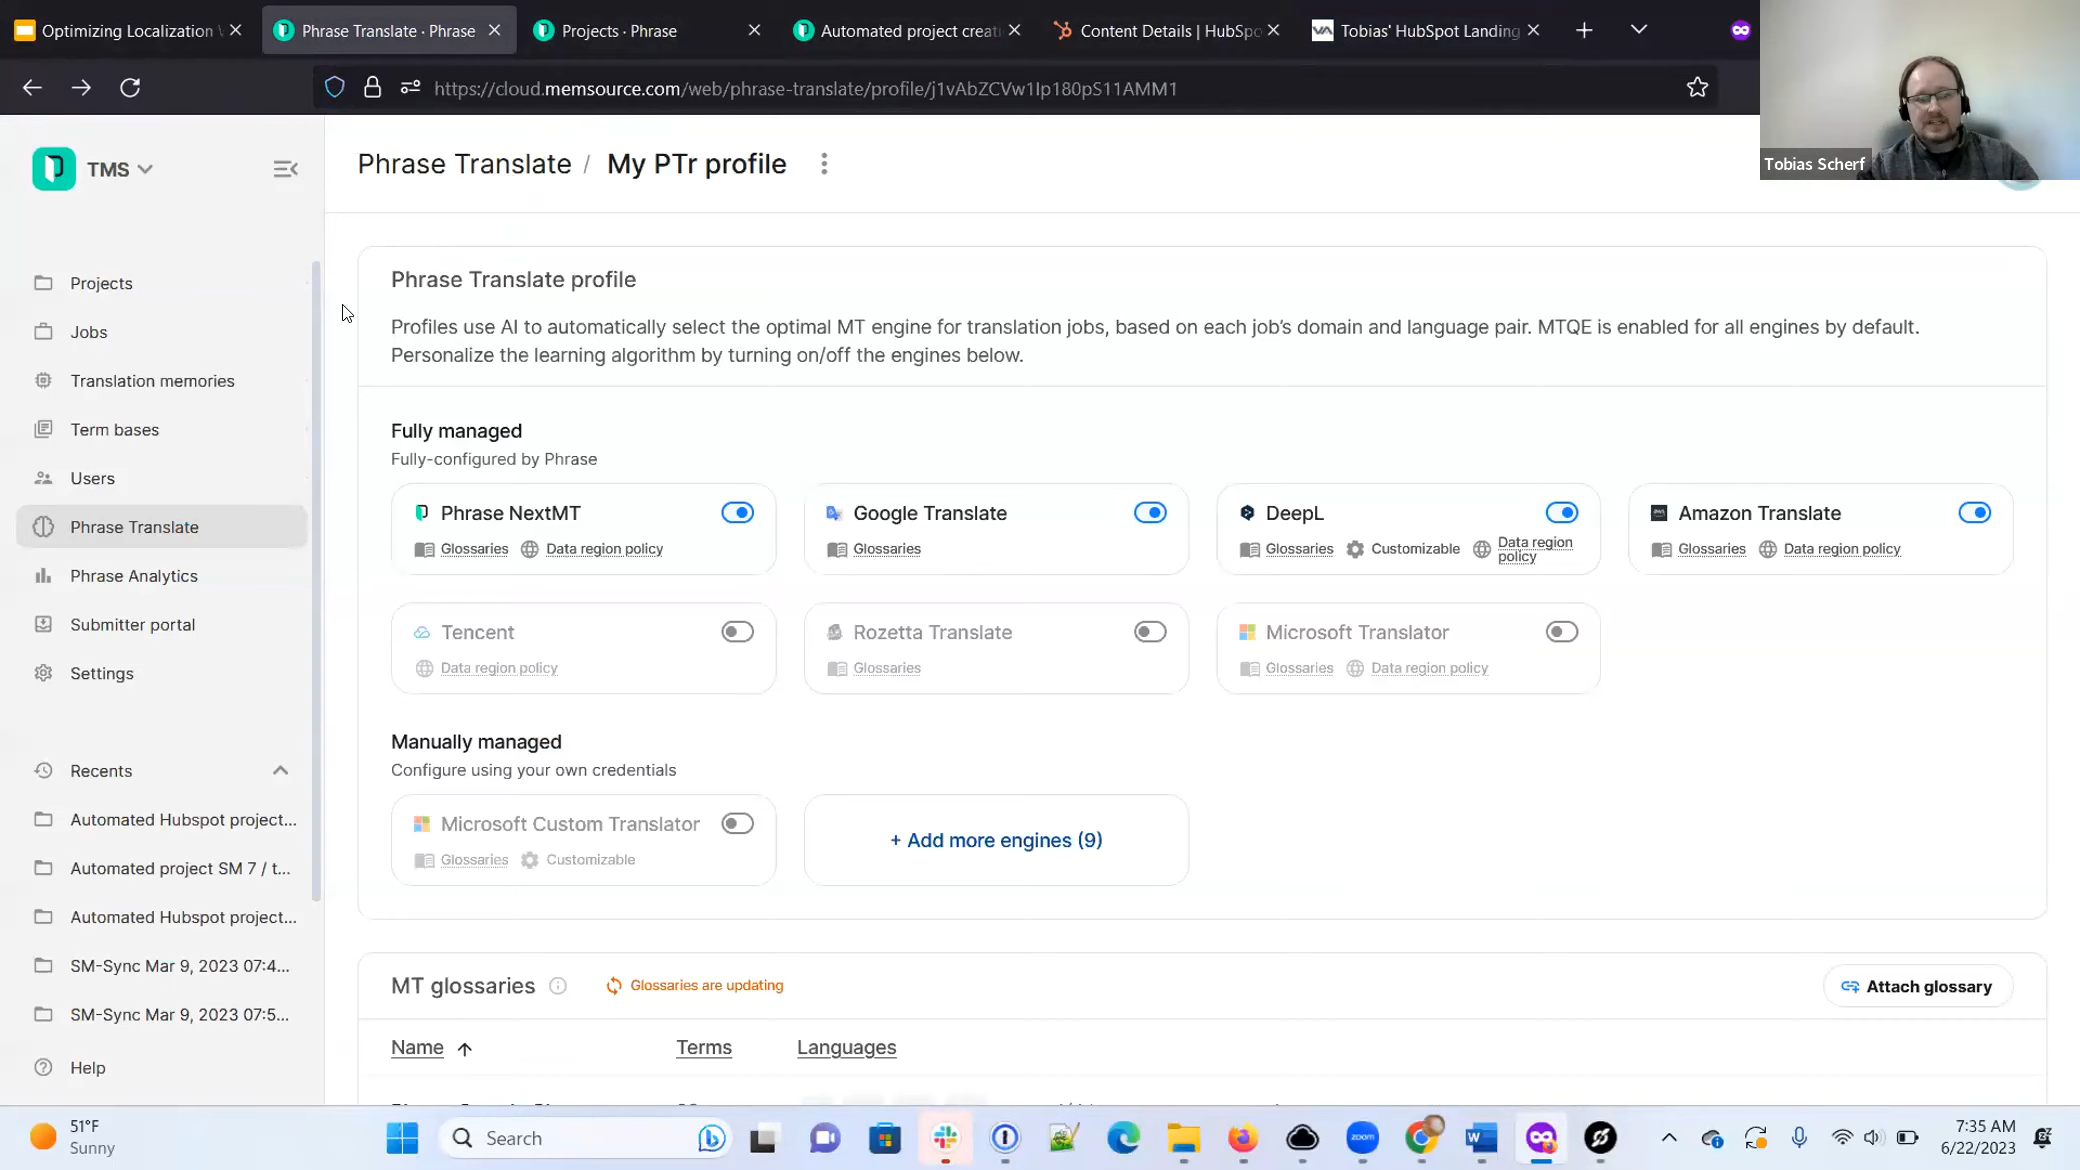 Optimizing Localization
Phrase Translate · Phrase
Projects · Phrase
Automated project creati
Content Details | HubSpo
VA Tobias' HubSpot Landing
https://cloud.memsource.com/web/phrase-translate/profile/j1vAbZCVw1Ip180pS11AMM1
Tobias Scherf
TMS
Phrase Translate / My PTr profile
Projects
Jobs
Translation memories
Term bases
Users
Phrase Translate
Phrase Analytics
Submitter portal
Settings
Recents
Automated Hubspot project...
Automated project SM 7 / t...
Automated Hubspot project...
SM-Sync Mar 9, 2023 07:4...
SM-Sync Mar 9, 2023 07:5...
Help
Phrase Translate profile
Profiles use AI to automatically select the optimal MT engine for translation jobs, based on each job's domain and language pair. MTQE is enabled for all engines by default.
Personalize the learning algorithm by turning on/off the engines below.
Fully managed
Fully-configured by Phrase
Phrase NextMT
Glossaries Data region policy
Google Translate
Glossaries
DeepL
Glossaries Customizable Data region
policy
Amazon Translate
Glossaries Data region policy
Tencent
Data region policy
Rozetta Translate
Glossaries
Microsoft Translator
Glossaries Data region policy
Manually managed
Configure using your own credentials
Microsoft Custom Translator
Glossaries Customizable
+ Add more engines (9)
MT glossaries Glossaries are updating
Attach glossary
Name Terms Languages
51°F
Sunny
Search
zoom
7:35 AM
6/22/2023